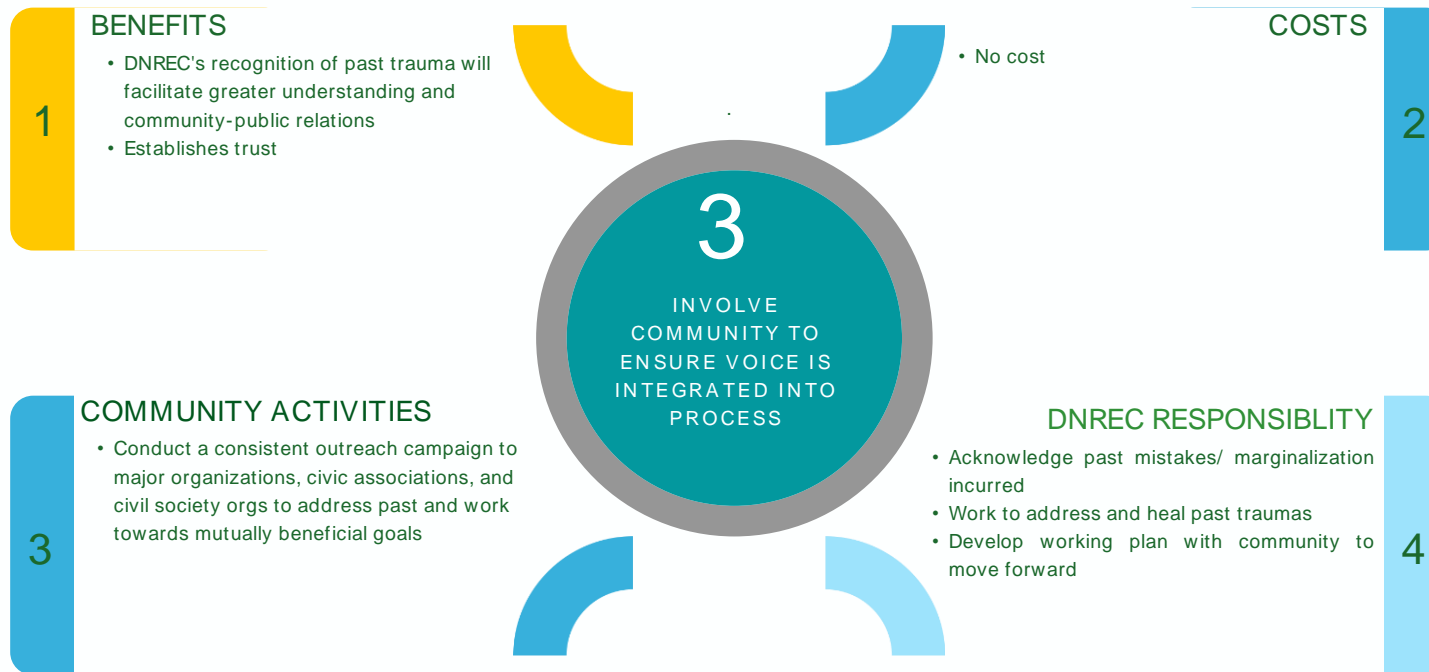 1
BENEFITS
• DNREC's recognition of past trauma will
facilitate greater understanding and
community-public relations
• Establishes trust
COSTS
• No cost
2
.
3
INVOLVE
COMMUNITY TO
ENSURE VOICE IS
INTEGRATED INTO
PROCESS
3
COMMUNITY ACTIVITIES
• Conduct a consistent outreach campaign to
major organizations, civic associations, and
civil society orgs to address past and work
towards mutually beneficial goals
DNREC RESPONSIBLITY
• Acknowledge past mistakes/ marginalization
incurred
• Work to address and heal past traumas
• Develop working plan with community to
move forward
4